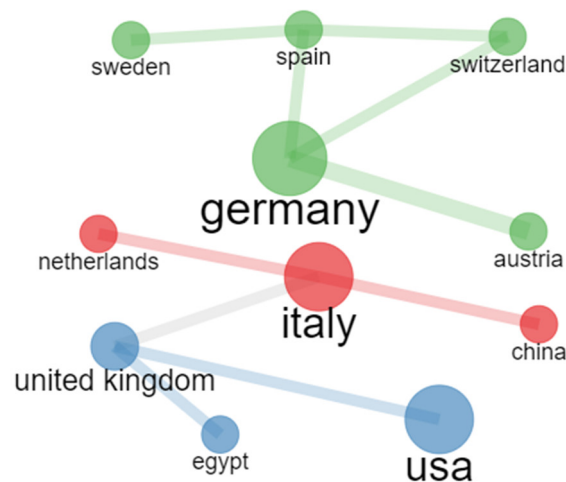 sweden
spain
switzerland
germany
austria
netherlands
italy
china
united kingdom
egypt
usa